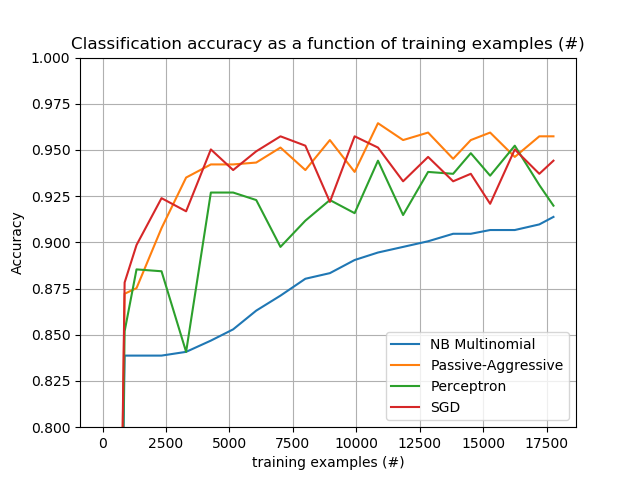 Classification accuracy as a function of training examples (#)
1.000
0.975
0.950
0.925
0.900
0.875
0.850
0.825
0.800
Accuracy
NB Multinomial
Passive-Aggressive
Perceptron
SGD
0 2500 5000 7500 10000 12500 15000 17500
training examples (#)